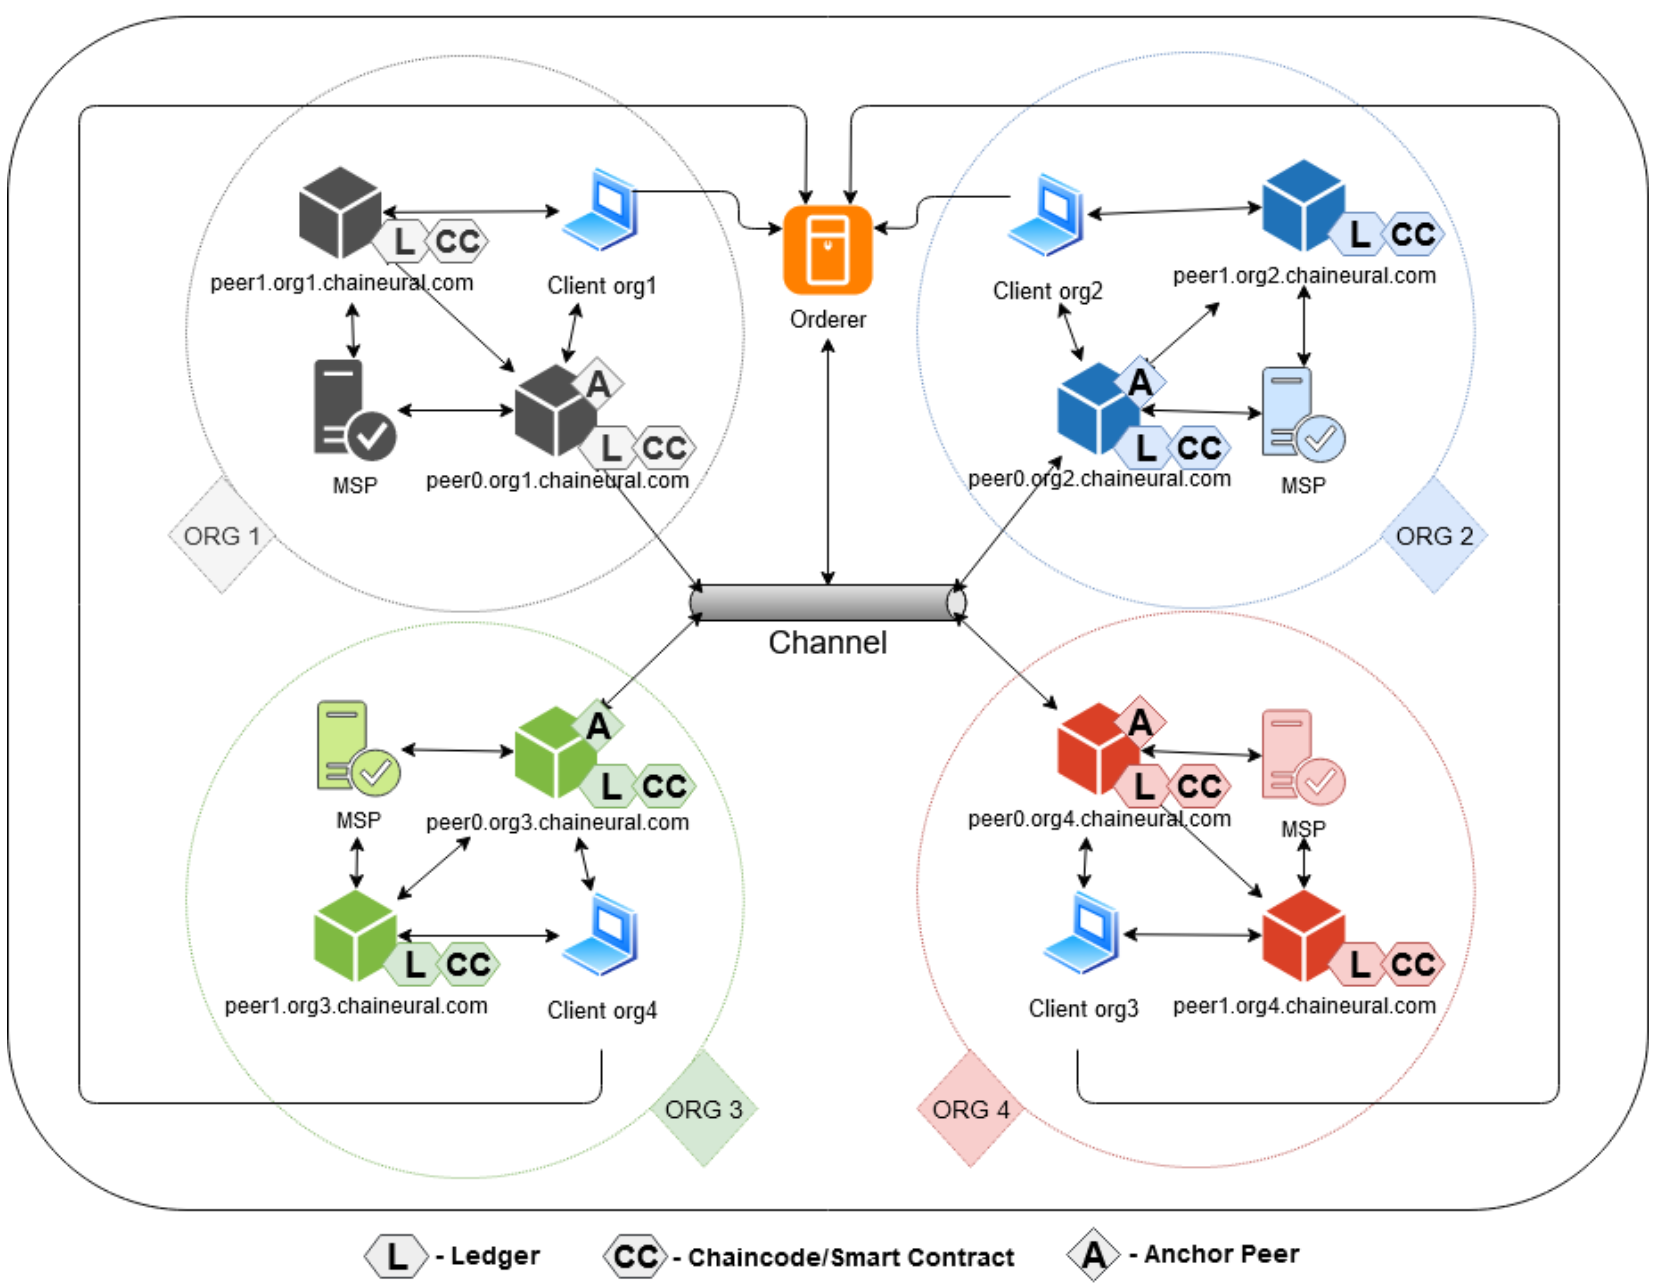 L CC
peer1.org1.chaineural.com
Client org1
MSP
A
L CC
peer0.org1.chaineural.com
ORG 1
Orderer
Client org2
L CC
peer1.org2.chaineural.com
A
L CC
peer0.org2.chaineural.com
MSP
ORG 2
Channel
MSP
A
L CC
peer0.org3.chaineural.com
L CC
peer1.org3.chaineural.com
Client org4
ORG 3
A
L CC
peer0.org4.chaineural.com
MSP
Client org3
L CC
peer1.org4.chaineural.com
ORG 4
L - Ledger
CC - Chaincode/Smart Contract
A - Anchor Peer